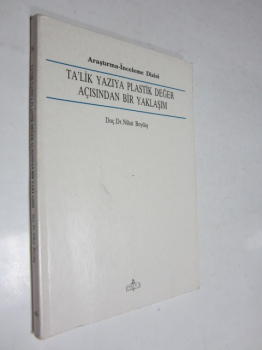 Araştırma-İnceleme Dizisi
TA'LİK YAZIYA PLASTİK DEĞER
AÇISINDAN BİR YAKLAŞIM
Doç.Dr.Nihat Boydaş